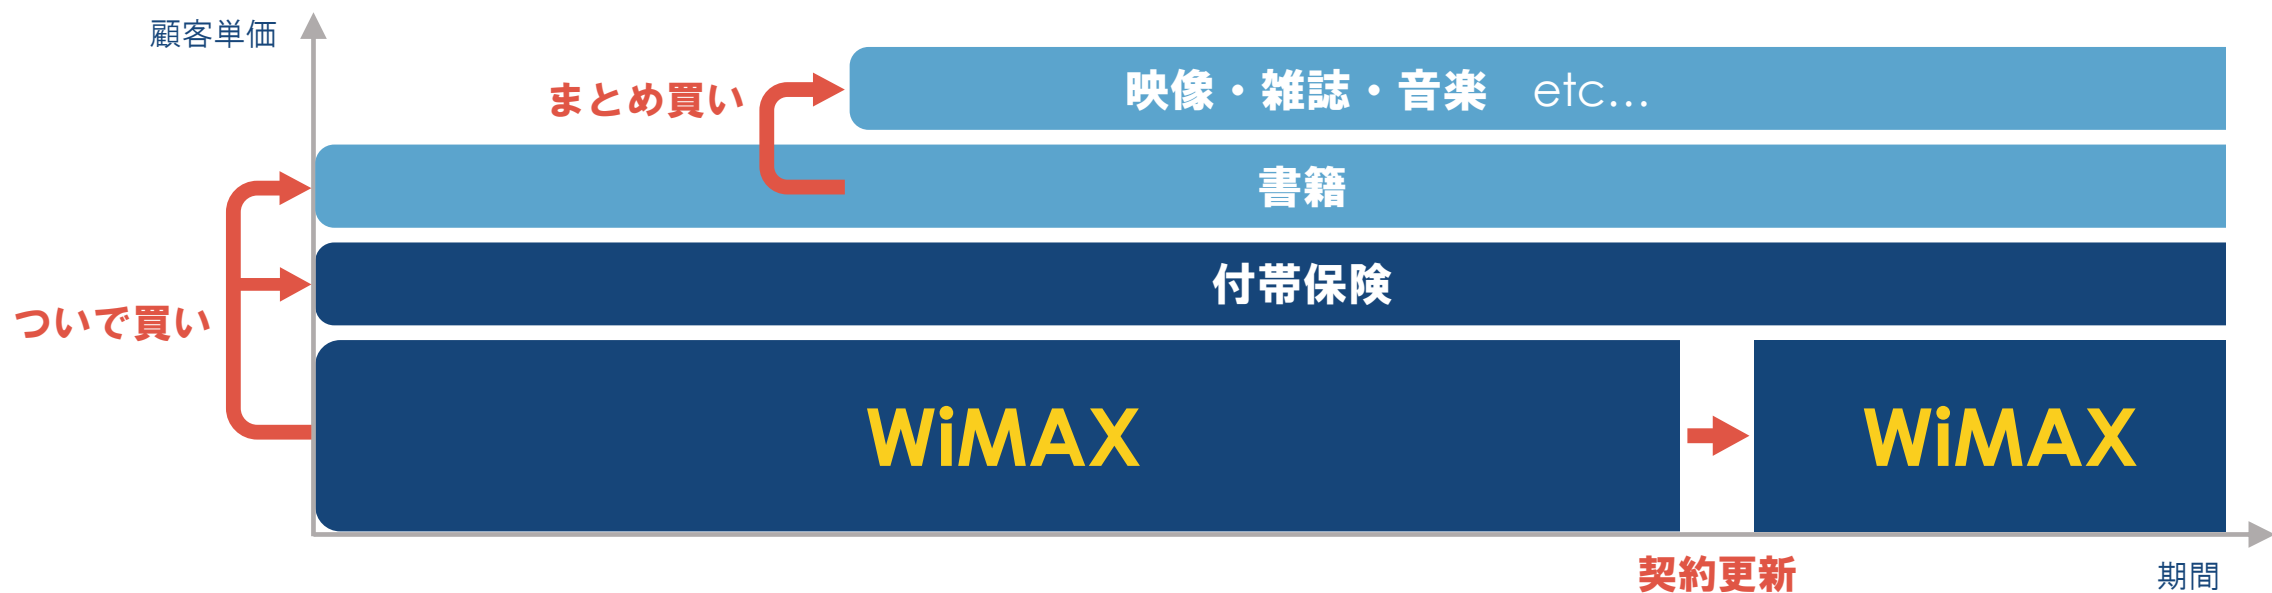 顧客単価
まとめ買い
映像・雑誌・音楽 etc...
書籍
付帯保険
ついで買い
WiMAX
WiMAX
契約更新
期間